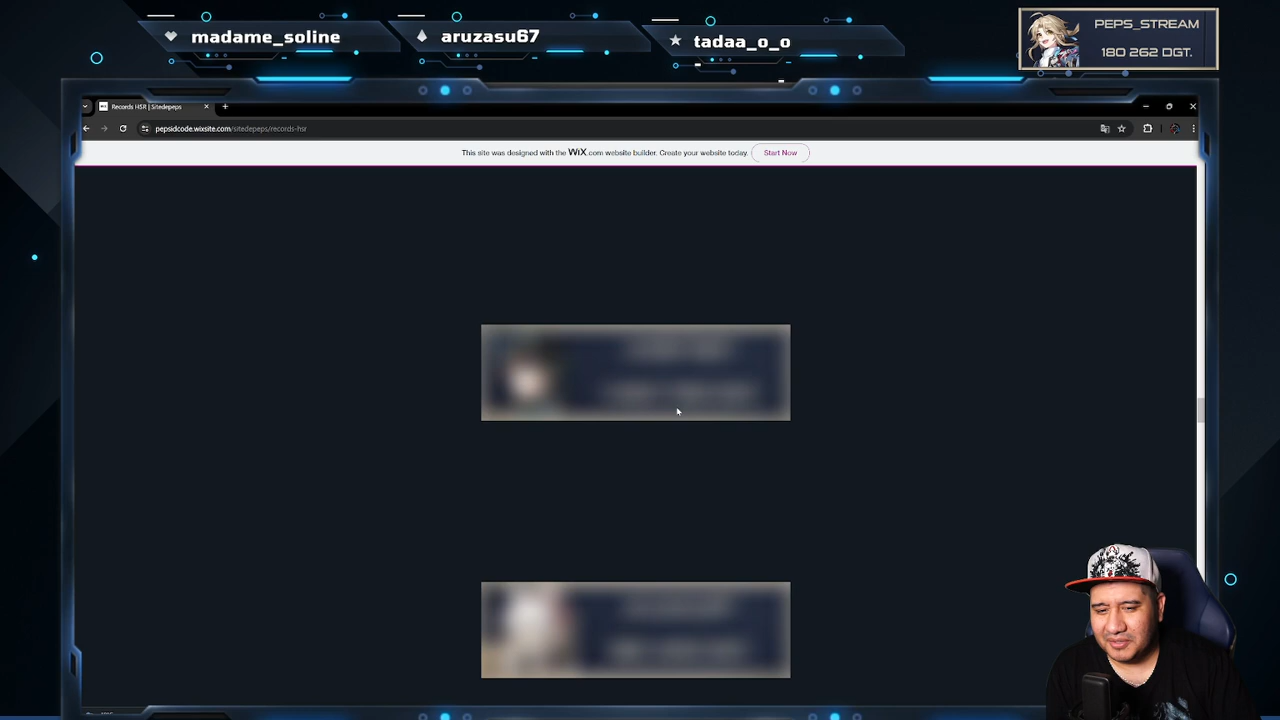 madame_soline
aruzasu67
tadaa_o_o
PEPS_STREAM
180 262 DGT.
Records HSR | Sitedepeps
pepsidcode.wixsite.com/sitedepeps/records-hsr
This site was designed with the WiX.com website builder. Create your website today.
Start Now